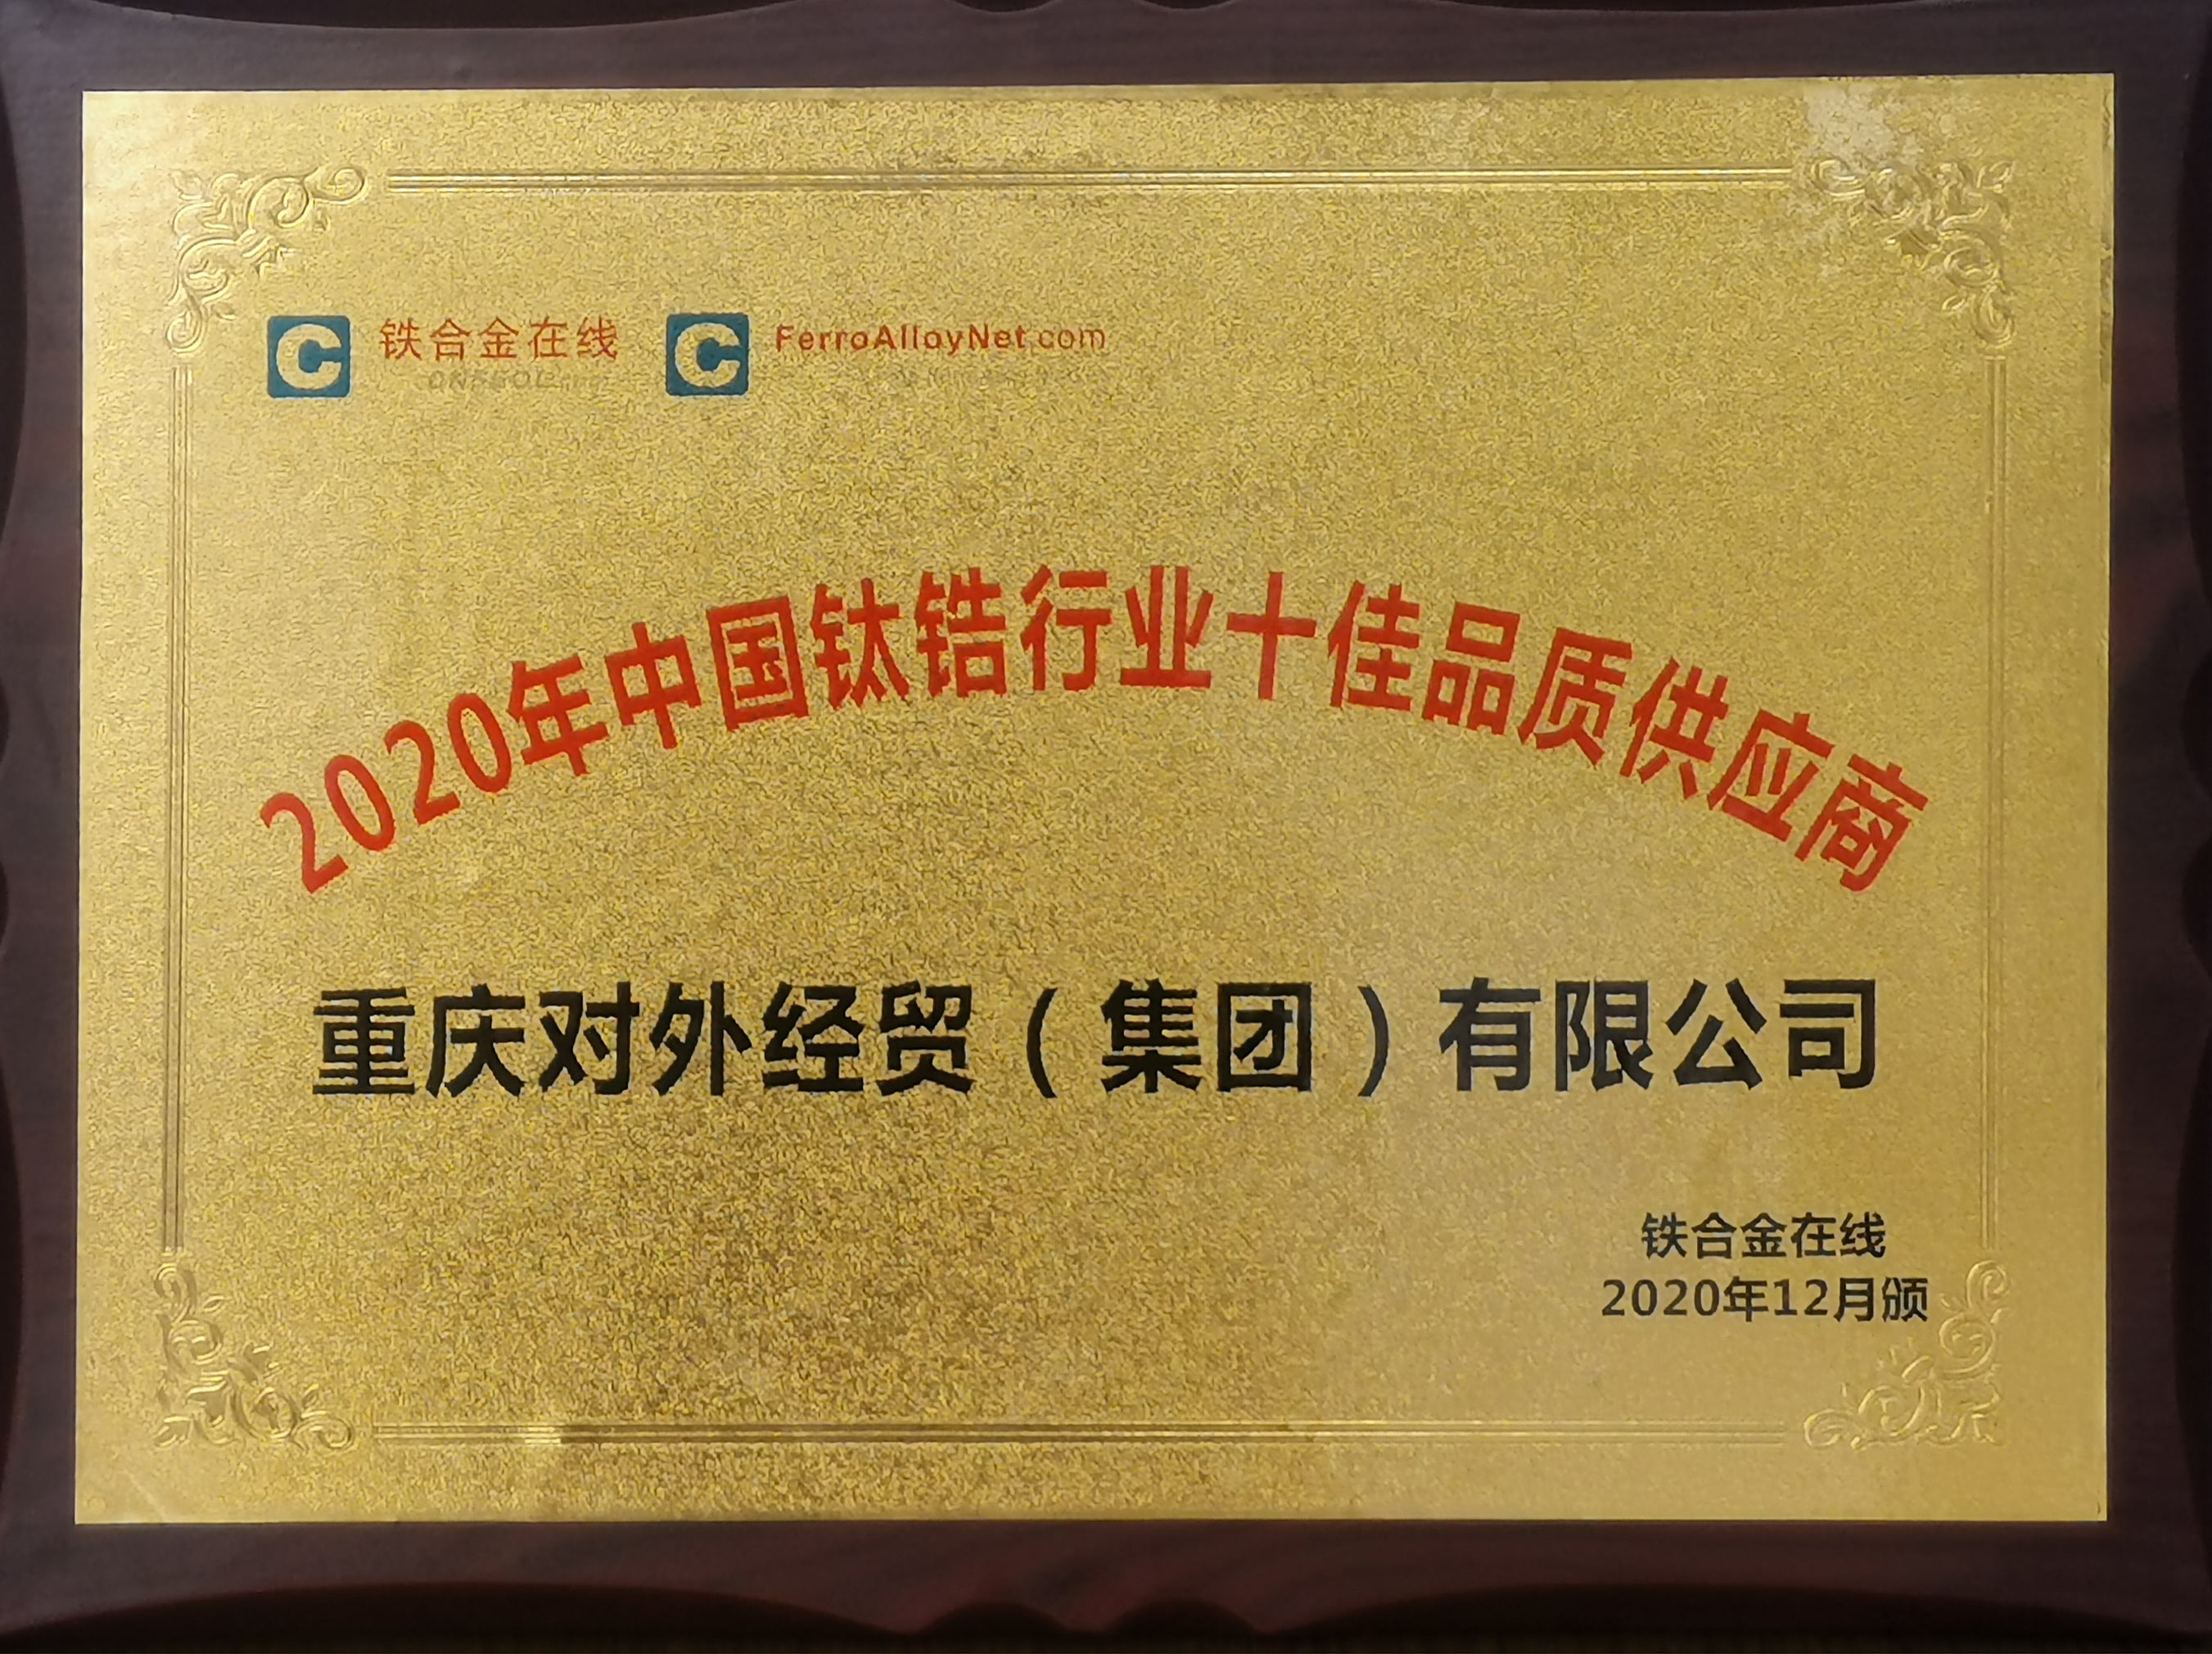 铁合金在线 FerroAlloyNet.com
2020年中国钛锆行业十佳品质供应商
重庆对外经贸（集团）有限公司
铁合金在线
2020年12月颁